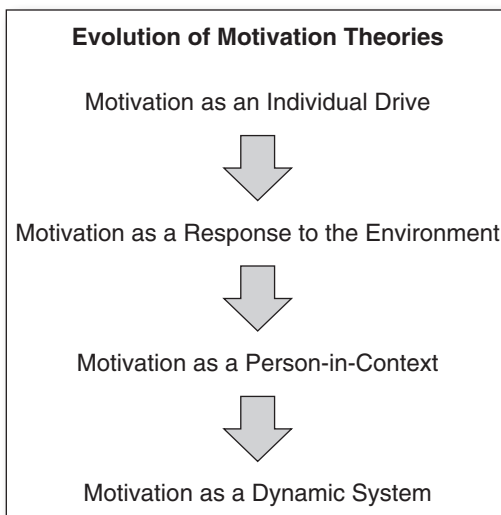 Evolution of Motivation Theories
Motivation as an Individual Drive
Motivation as a Response to the Environment
Motivation as a Person-in-Context
Motivation as a Dynamic System